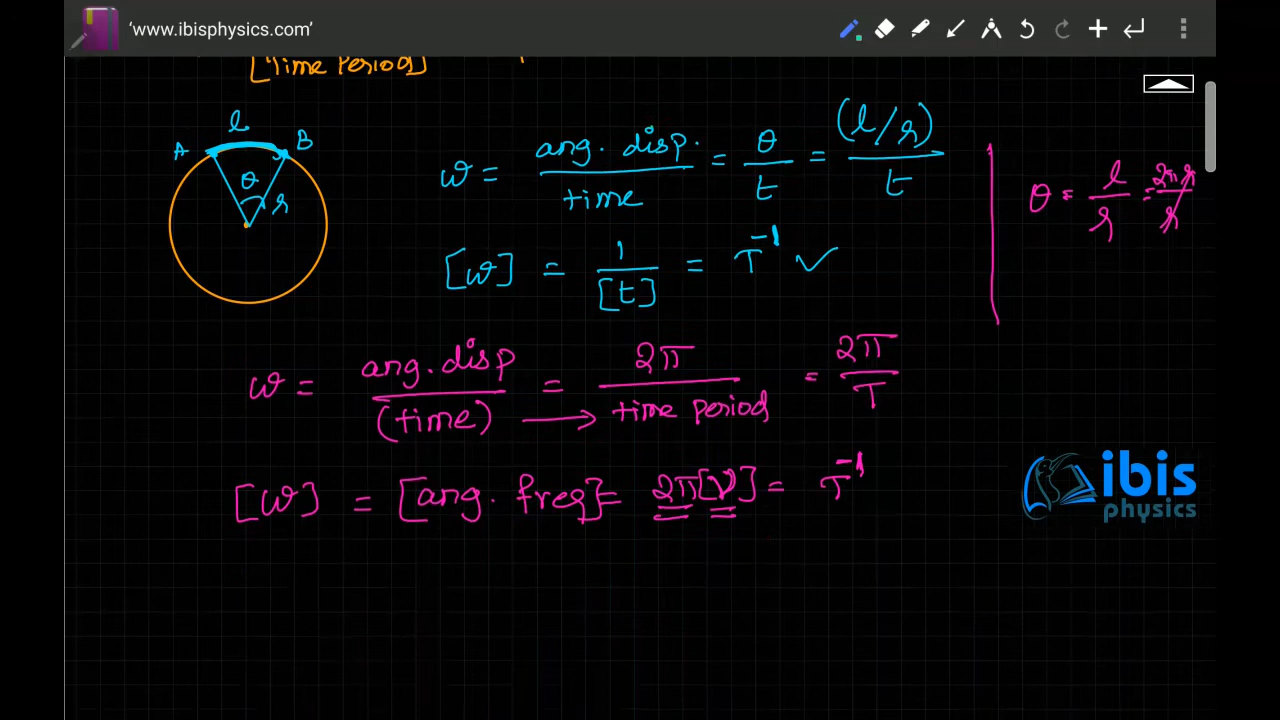 'www.ibisphysics.com'
[Time Period]
l
A B
θ
r
ω = ang. disp. / time = θ / t = (l/r) / t
θ = l / r = 2πr / r
[ω] = 1 / [t] = T⁻¹ ✓
ω = ang. disp / (time) → = 2π / time period = 2π / T
[ω] = [ang. freq] = 2π[ν] = T⁻¹
ibis
physics